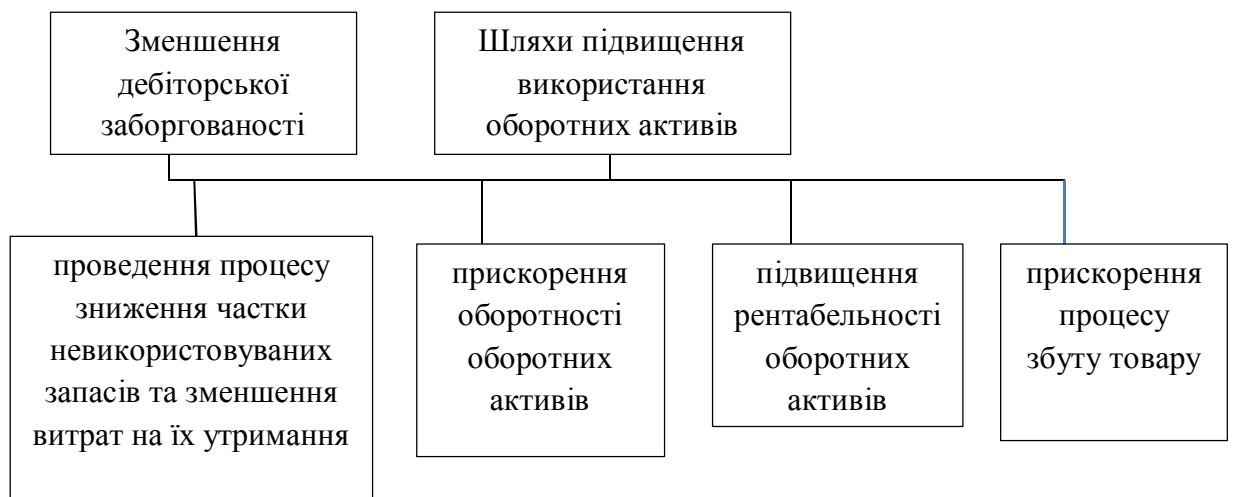 Зменшення
дебіторської
заборгованості
Шляхи підвищення
використання
оборотних активів
проведення процесу
зниження частки
невикористовуваних
запасів та зменшення
витрат на їх утримання
прискорення
оборотності
оборотних
активів
підвищення
рентабельності
оборотних
активів
прискорення
процесу
збуту товару